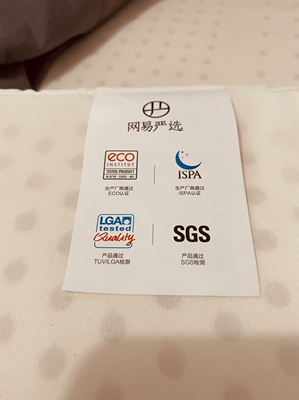 网易严选
eco
INSTITUT
TESTED PRODUCT
生产厂商通过
ECO认证
ISPA
生产厂商通过
ISPA认证
LGA
tested
Quality
产品通过
TUV/LGA检测
SGS
产品通过
SGS检测